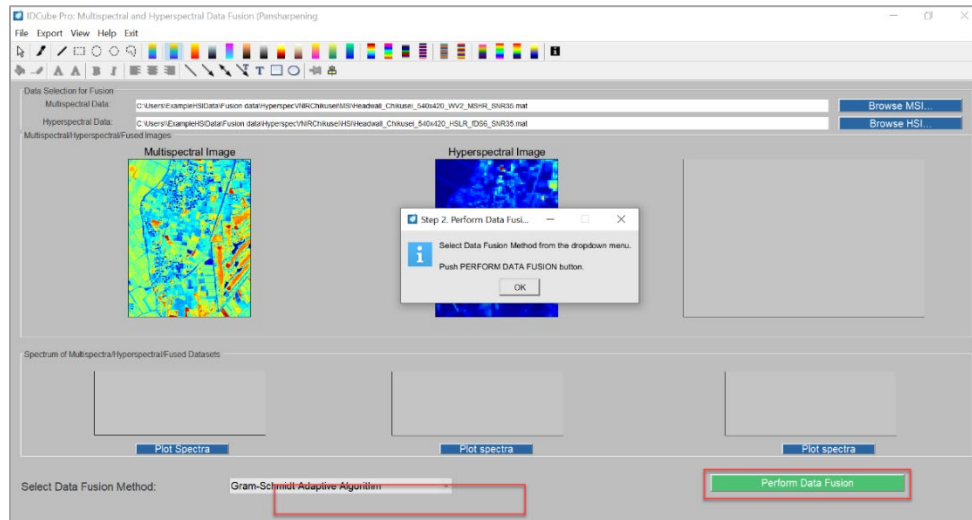 IDCube Pro: Multispectral and Hyperspectral Data Fusion (Pansharpening
File Export View Help Exit
A A B I T
Data Selection for Fusion
Multispectral Data: C:\Users\ExampleHSIData\Fusion data\HyperspecVNIRChikusei\MSI\Headwall_Chikusei_540x420_WV2_MSHR_SNR35.mat Browse MSI...
Hyperspectral Data: C:\Users\ExampleHSIData\Fusion data\HyperspecVNIRChikusei\HSI\Headwall_Chikusei_540x420_HSLR_fDS6_SNR35.mat Browse HSI...
Multispectral/Hyperspectral/Fused Images
Multispectral Image Hyperspectral Image
Step 2. Perform Data Fusi...
Select Data Fusion Method from the dropdown menu.
Push PERFORM DATA FUSION button.
OK
Spectrum of Multispectra/Hyperspectral/Fused Datasets
Plot Spectra Plot spectra Plot spectra
Select Data Fusion Method: Gram-Schmidt Adaptive Algorithm Perform Data Fusion